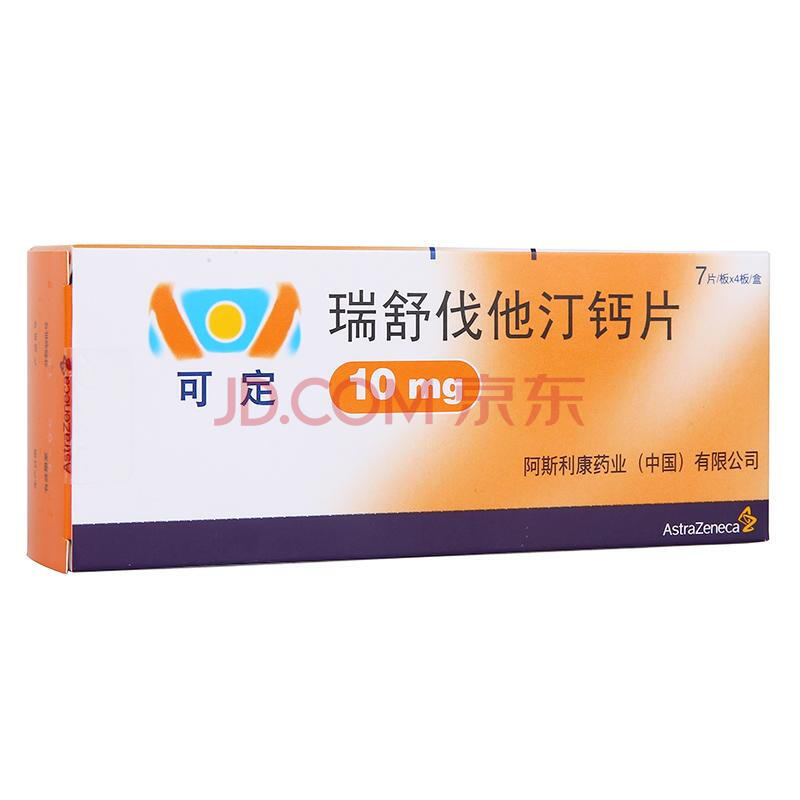 7片/板x4板/盒
瑞舒伐他汀钙片
可定
10 mg
JD.COM 京东
阿斯利康药业（中国）有限公司
AstraZeneca
AstraZeneca